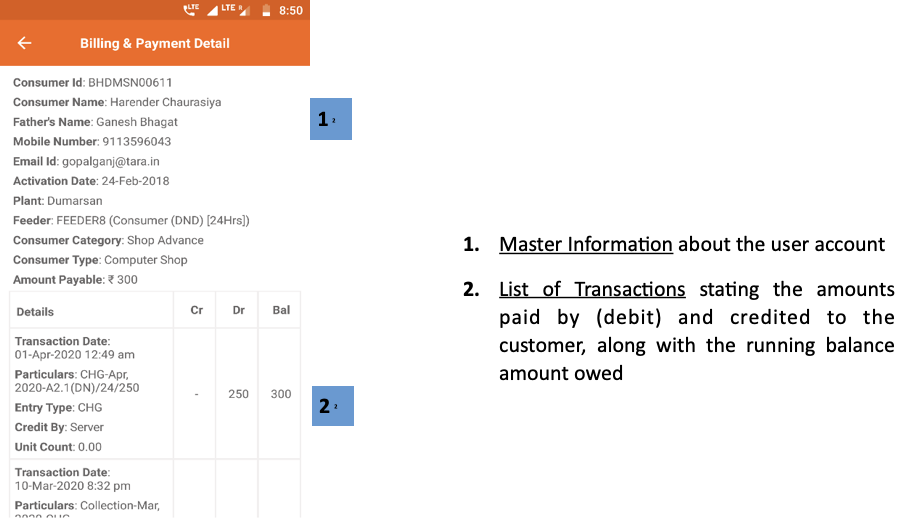 LTE LTE R 8:50
Billing & Payment Detail
Consumer Id: BHDMSN00611
Consumer Name: Harender Chaurasiya
Father's Name: Ganesh Bhagat
Mobile Number: 9113596043
Email Id: gopalganj@tara.in
Activation Date: 24-Feb-2018
Plant: Dumarsan
Feeder: FEEDER8 (Consumer (DND) [24Hrs])
Consumer Category: Shop Advance
Consumer Type: Computer Shop
Amount Payable: ₹ 300
Details Cr Dr Bal
Transaction Date:
01-Apr-2020 12:49 am
Particulars: CHG-Apr,
2020-A2.1(DN)/24/250
Entry Type: CHG
Credit By: Server
Unit Count: 0.00
- 250 300
Transaction Date:
10-Mar-2020 8:32 pm
Particulars: Collection-Mar,
1 2
2 2
1. Master Information about the user account
2. List of Transactions stating the amounts
paid by (debit) and credited to the
customer, along with the running balance
amount owed